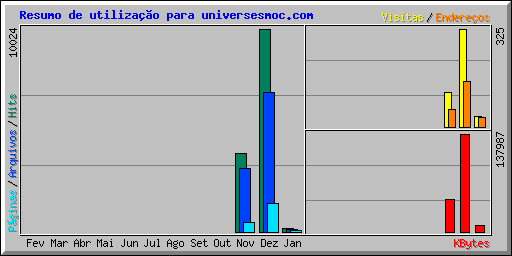 Resumo de utilização para universesmoc.com
Visitas / Endereços
10024
325
Páginas / Arquivos / Hits
137987
Fev Mar Abr Mai Jun Jul Ago Set Out Nov Dez Jan
KBytes